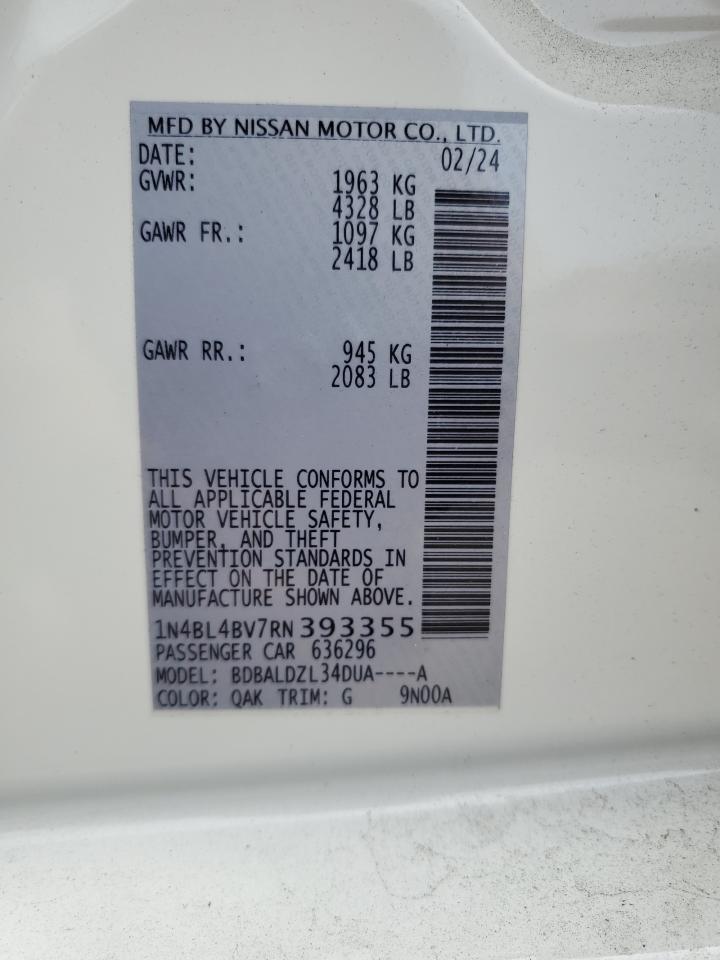 MFD BY NISSAN MOTOR CO., LTD.
DATE: 02/24
GVWR: 1963 KG
4328 LB
GAWR FR.: 1097 KG
2418 LB
GAWR RR.: 945 KG
2083 LB
THIS VEHICLE CONFORMS TO
ALL APPLICABLE FEDERAL
MOTOR VEHICLE SAFETY,
BUMPER, AND THEFT
PREVENTION STANDARDS IN
EFFECT ON THE DATE OF
MANUFACTURE SHOWN ABOVE.
1N4BL4BV7RN393355
PASSENGER CAR 636296
MODEL: BDBALDZL34DUA----A
COLOR: QAK TRIM: G 9N00A